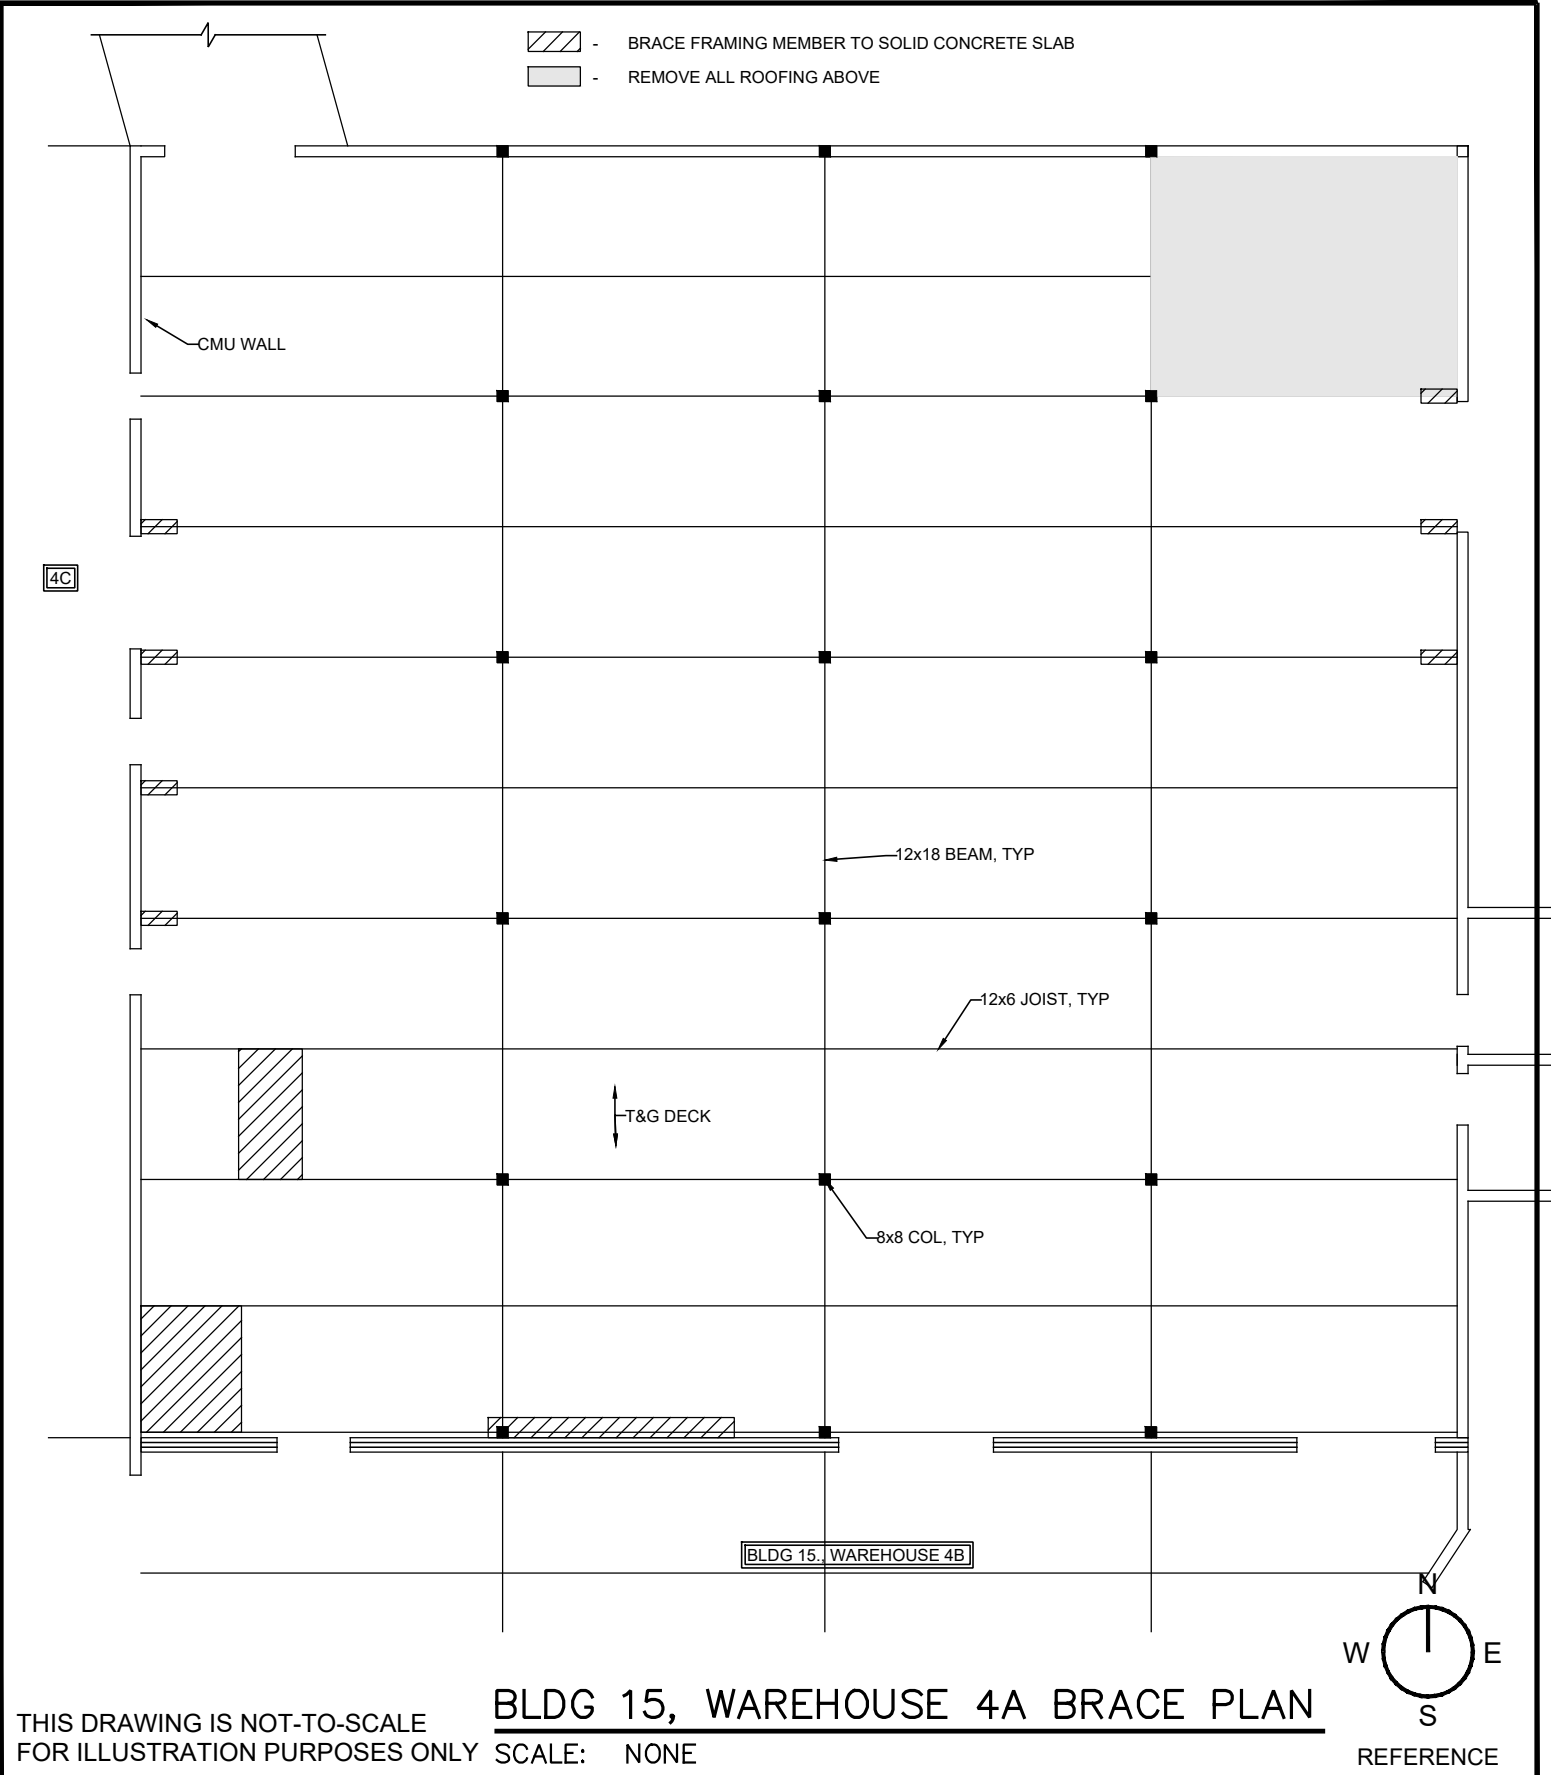 - BRACE FRAMING MEMBER TO SOLID CONCRETE SLAB
- REMOVE ALL ROOFING ABOVE
CMU WALL
4C
12x18 BEAM, TYP
12x6 JOIST, TYP
T&G DECK
8x8 COL, TYP
BLDG 15., WAREHOUSE 4B
N
W E
S
REFERENCE
BLDG 15, WAREHOUSE 4A BRACE PLAN
SCALE: NONE
THIS DRAWING IS NOT-TO-SCALE
FOR ILLUSTRATION PURPOSES ONLY